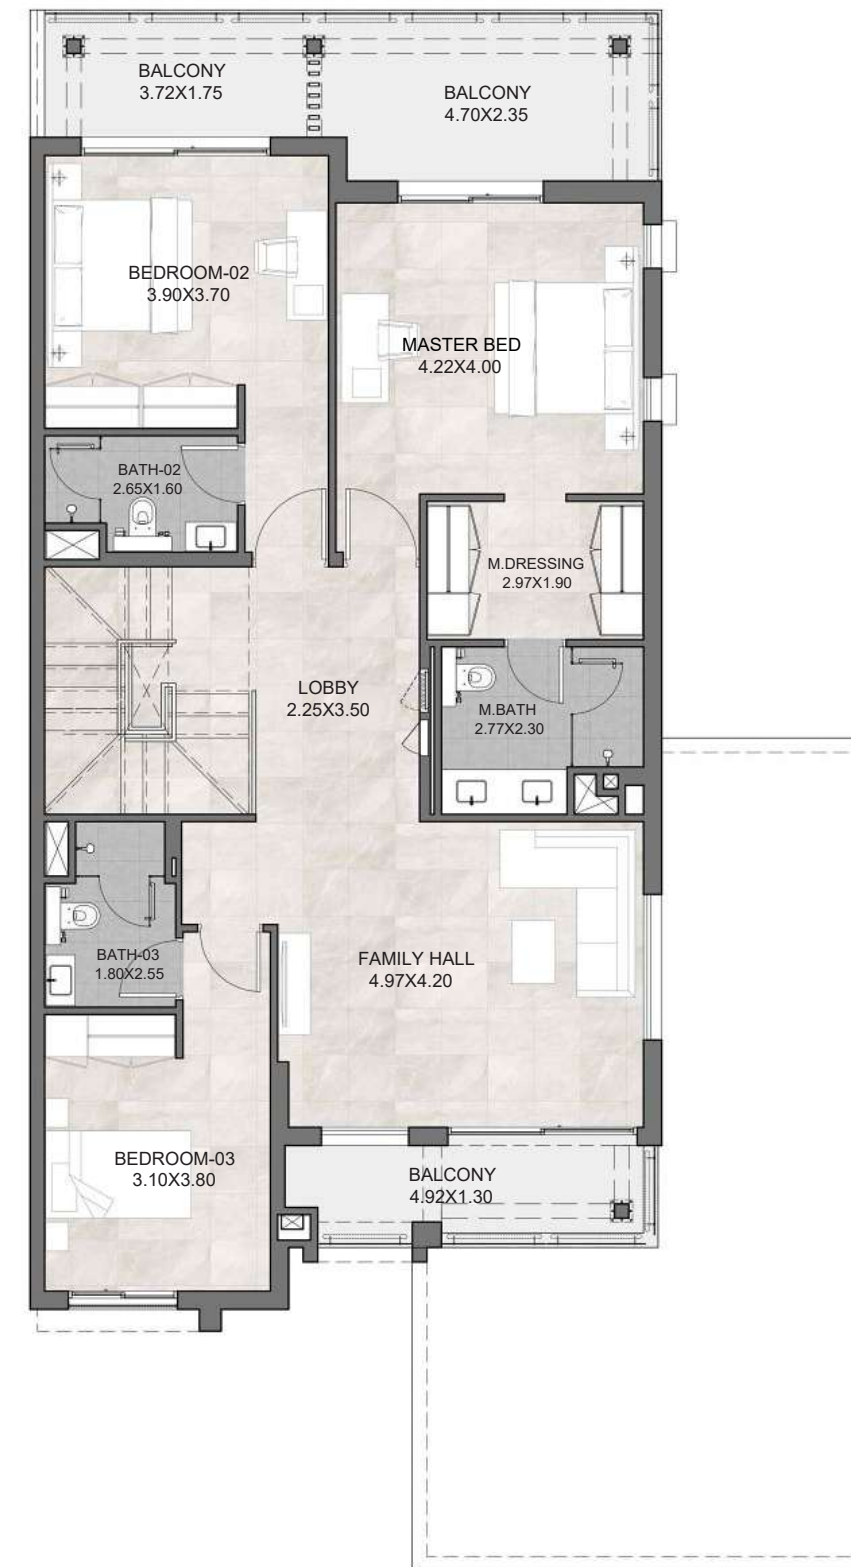 BALCONY
3.72X1.75
BALCONY
4.70X2.35
BEDROOM-02
3.90X3.70
MASTER BED
4.22X4.00
BATH-02
2.65X1.60
M.DRESSING
2.97X1.90
LOBBY
2.25X3.50
M.BATH
2.77X2.30
BATH-03
1.80X2.55
FAMILY HALL
4.97X4.20
BEDROOM-03
3.10X3.80
BALCONY
4.92X1.30